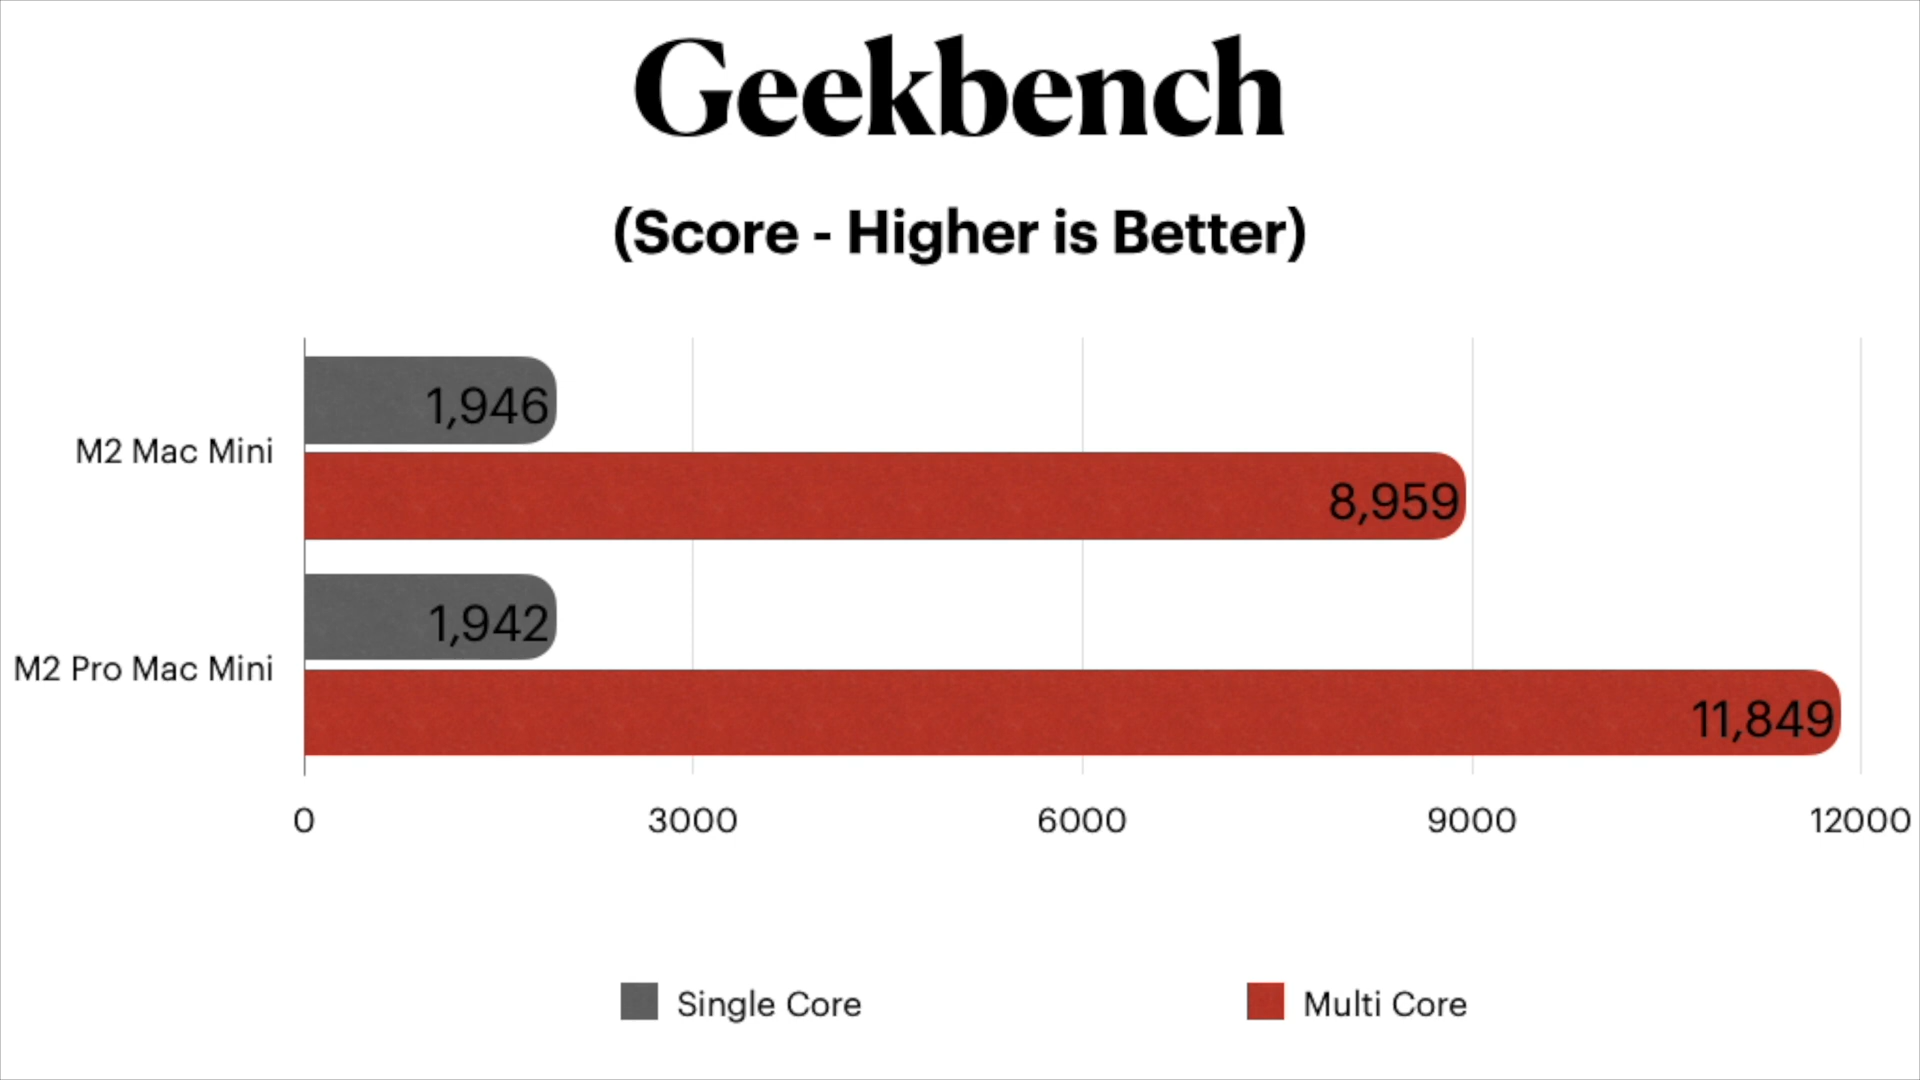 Geekbench
(Score - Higher is Better)
M2 Mac Mini
1,946
8,959
M2 Pro Mac Mini
1,942
11,849
0 3000 6000 9000 12000
Single Core Multi Core